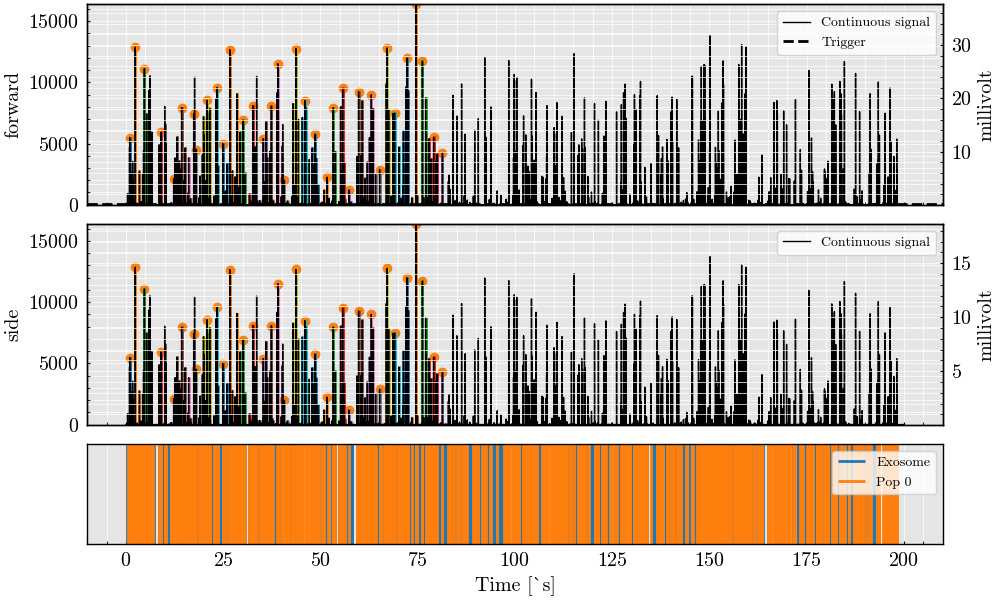 15000
10000
5000
0
forward
30
20
10
millivolt
Continuous signal
Trigger
15000
10000
5000
0
side
15
10
5
millivolt
Continuous signal
Exosome
Pop 0
0 25 50 75 100 125 150 175 200
Time [`s]